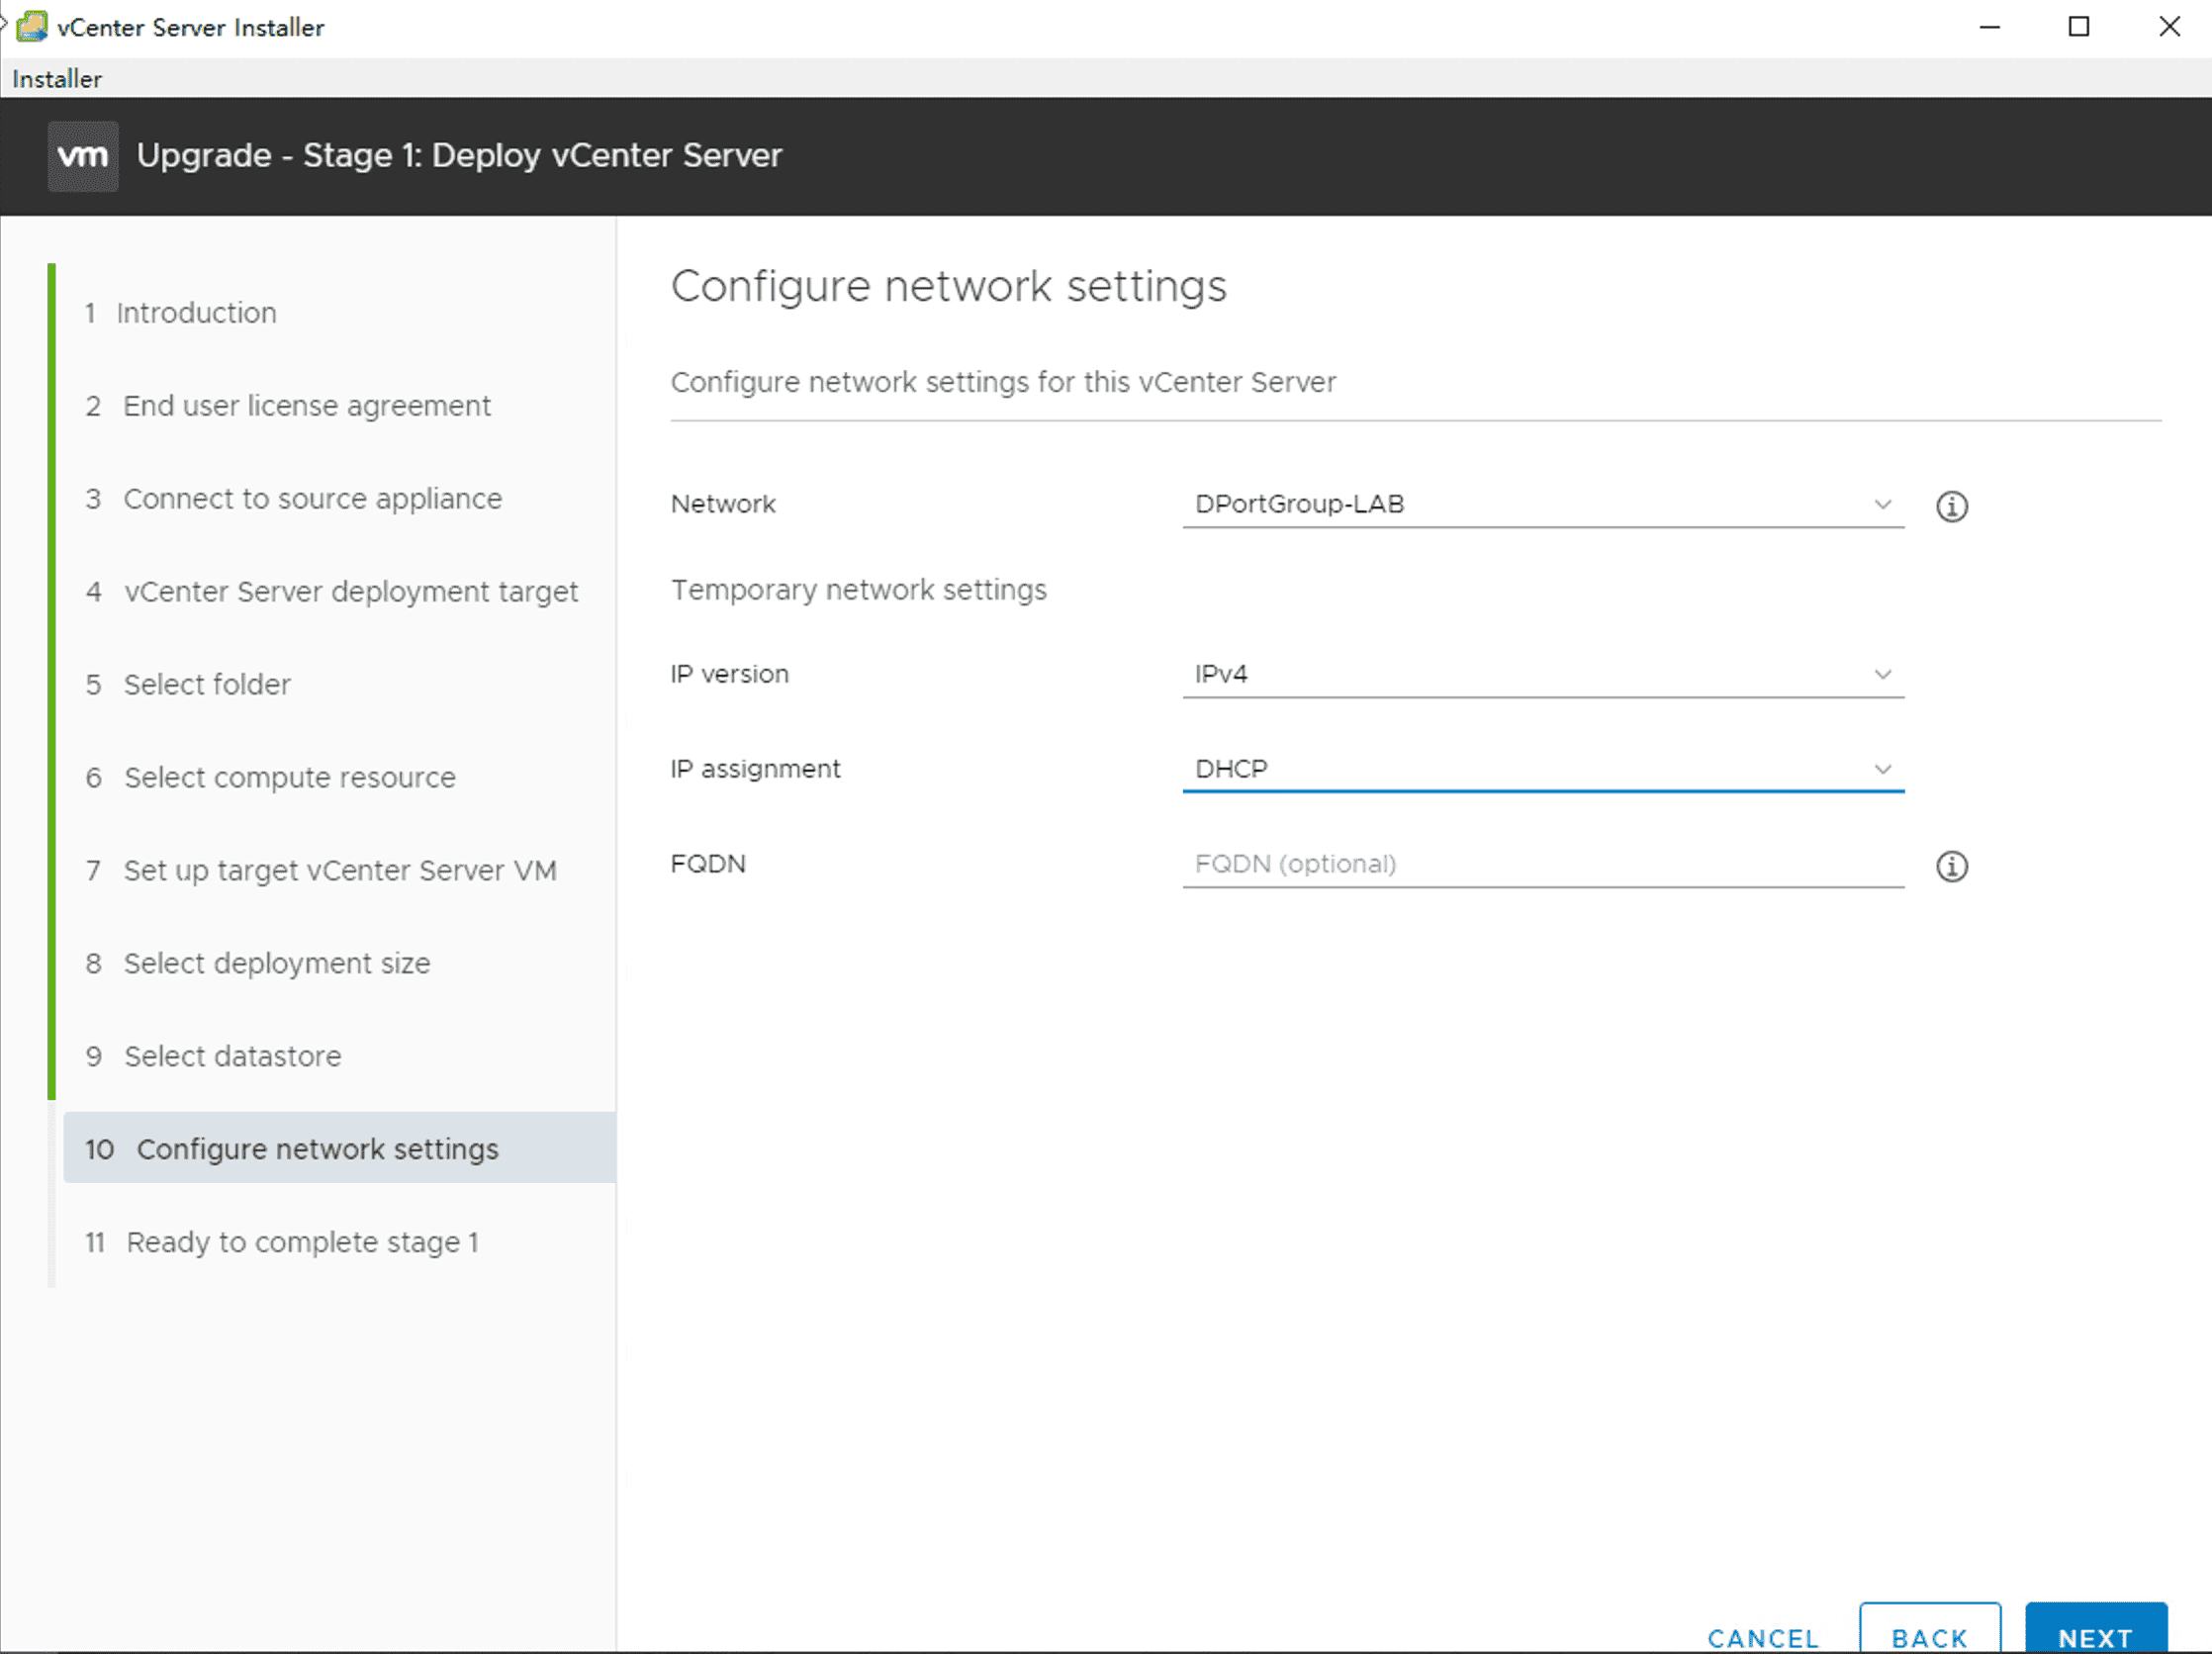 vCenter Server Installer
Installer
vm Upgrade - Stage 1: Deploy vCenter Server
1 Introduction
2 End user license agreement
3 Connect to source appliance
4 vCenter Server deployment target
5 Select folder
6 Select compute resource
7 Set up target vCenter Server VM
8 Select deployment size
9 Select datastore
10 Configure network settings
11 Ready to complete stage 1
Configure network settings
Configure network settings for this vCenter Server
Network DPortGroup-LAB
Temporary network settings
IP version IPv4
IP assignment DHCP
FQDN FQDN (optional)
CANCEL BACK NEXT